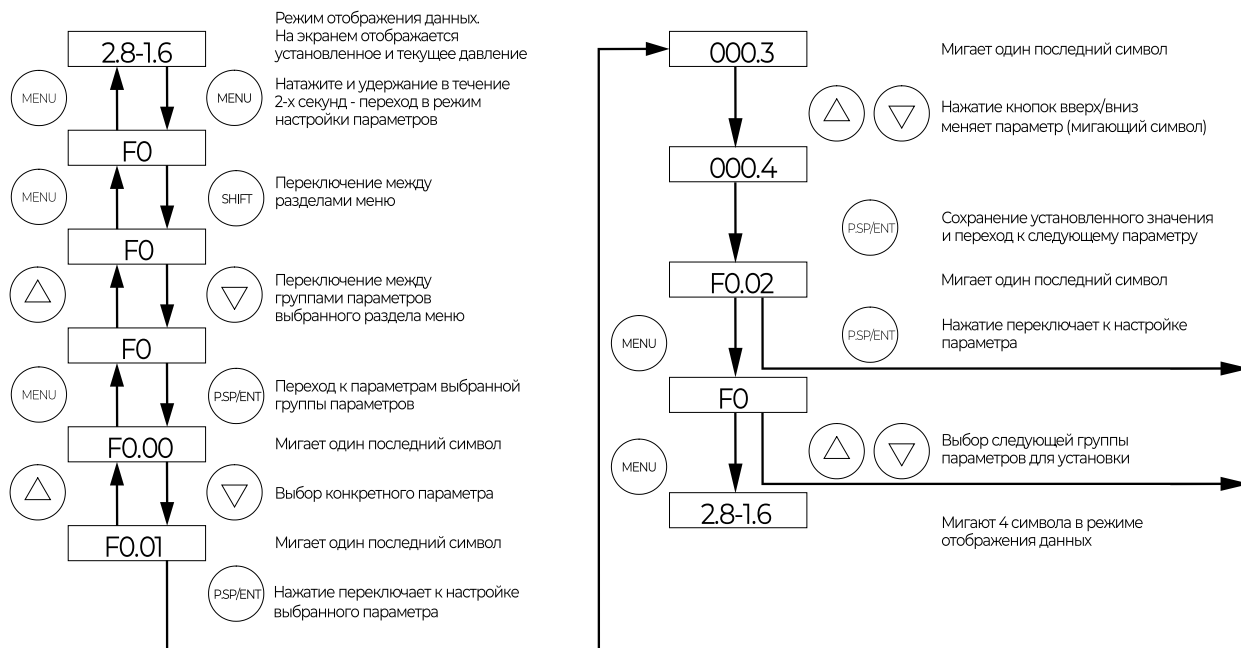 2.8-1.6
Режим отображения данных.
На экранем отображается
установленное и текущее давление
MENU
MENU
Натажите и удержание в течение
2-х секунд - переход в режим
настройки параметров
F0
MENU
SHIFT
Переключение между
разделами меню
F0
Переключение между
группами параметров
выбранного раздела меню
F0
MENU
P.SP/ENT
Переход к параметрам выбранной
группы параметров
F0.00
Мигает один последний символ
Выбор конкретного параметра
F0.01
Мигает один последний символ
P.SP/ENT
Нажатие переключает к настройке
выбранного параметра
000.3
Мигает один последний символ
Нажатие кнопок вверх/вниз
меняет параметр (мигающий символ)
000.4
P.SP/ENT
Сохранение установленного значения
и переход к следующему параметру
F0.02
Мигает один последний символ
MENU
P.SP/ENT
Нажатие переключает к настройке
параметра
F0
MENU
Выбор следующей группы
параметров для установки
2.8-1.6
Мигают 4 символа в режиме
отображения данных